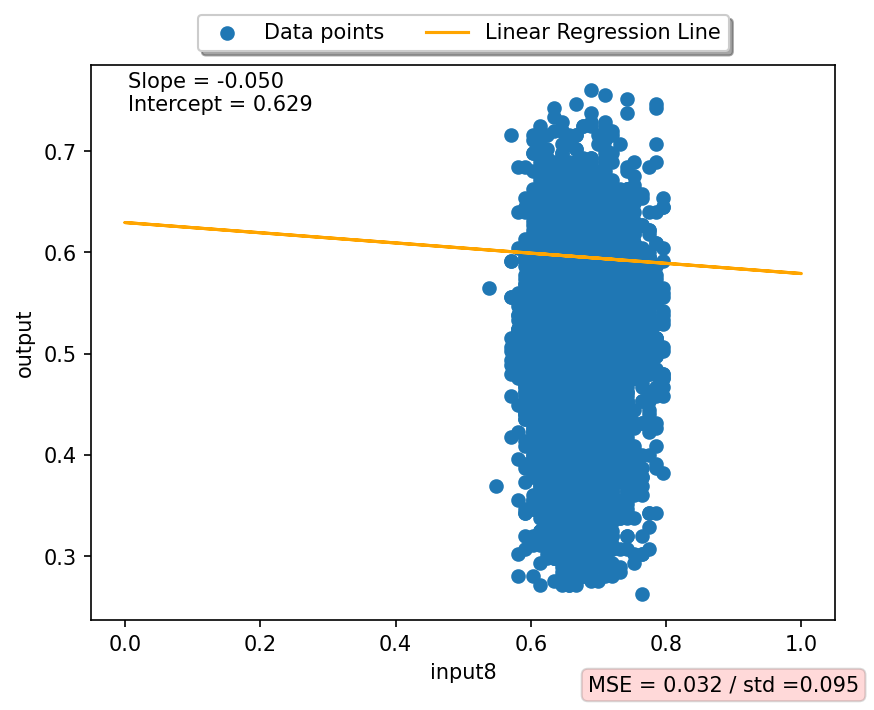 Data points
Linear Regression Line
Slope = -0.050
Intercept = 0.629
output
0.7
0.6
0.5
0.4
0.3
0.0
0.2
0.4
0.6
0.8
1.0
input8
MSE = 0.032 / std =0.095